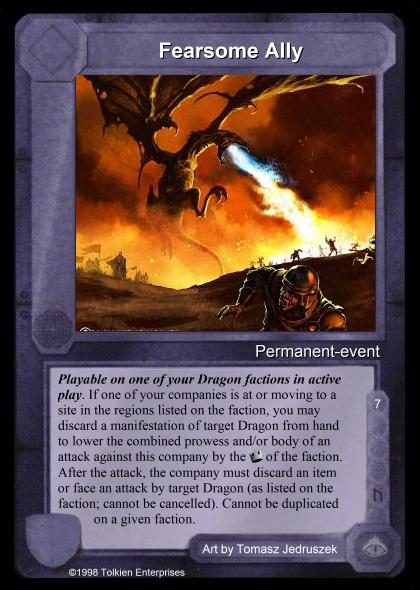 Fearsome Ally
Permanent-event
Playable on one of your Dragon factions in active
play. If one of your companies is at or moving to a
site in the regions listed on the faction, you may
discard a manifestation of target Dragon from hand
to lower the combined prowess and/or body of an
attack against this company by the of the faction.
After the attack, the company must discard an item
or face an attack by target Dragon (as listed on the
faction; cannot be cancelled). Cannot be duplicated
on a given faction.
7
Art by Tomasz Jedruszek
©1998 Tolkien Enterprises